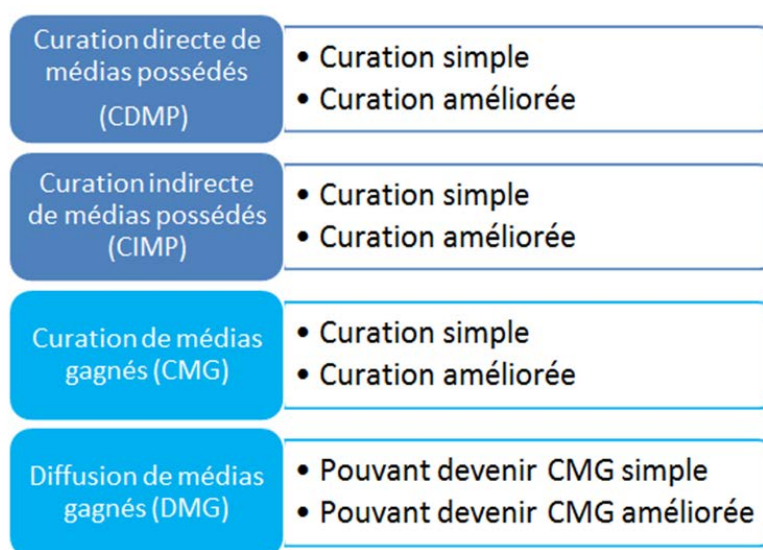 Curation directe de
médias possédés
(CDMP)
• Curation simple
• Curation améliorée
Curation indirecte
de médias possédés
(CIMP)
• Curation simple
• Curation améliorée
Curation de médias
gagnés (CMG)
• Curation simple
• Curation améliorée
Diffusion de médias
gagnés (DMG)
• Pouvant devenir CMG simple
• Pouvant devenir CMG améliorée